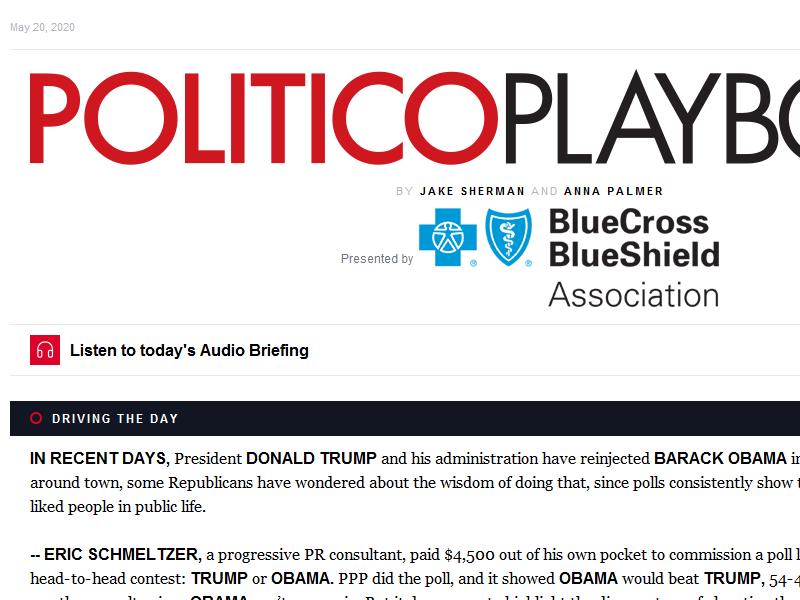 May 20, 2020
POLITICOPLAYBO
BY JAKE SHERMAN AND ANNA PALMER
Presented by
BlueCross
BlueShield
Association
Listen to today's Audio Briefing
DRIVING THE DAY
IN RECENT DAYS, President DONALD TRUMP and his administration have reinjected BARACK OBAMA in
around town, some Republicans have wondered about the wisdom of doing that, since polls consistently show t
liked people in public life.
-- ERIC SCHMELTZER, a progressive PR consultant, paid $4,500 out of his own pocket to commission a poll l
head-to-head contest: TRUMP or OBAMA. PPP did the poll, and it showed OBAMA would beat TRUMP, 54-4